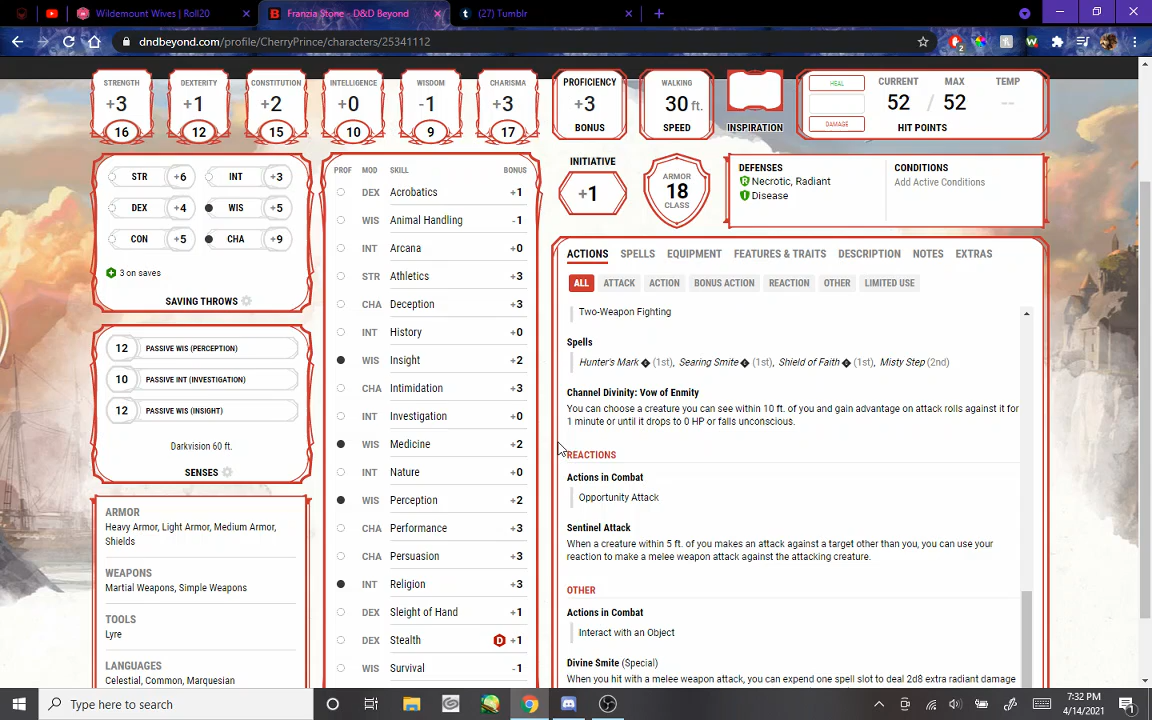 Wildemount Wives | Roll20
Franzia Stone - D&D Beyond
(27) Tumblr
dndbeyond.com/profile/CherryPrince/characters/25341112
STRENGTH
+3
16
DEXTERITY
+1
12
CONSTITUTION
+2
15
INTELLIGENCE
+0
10
WISDOM
-1
9
CHARISMA
+3
17
PROFICIENCY
+3
BONUS
WALKING
30 ft.
SPEED
INSPIRATION
HEAL
DAMAGE
CURRENT MAX TEMP
52 / 52 --
HIT POINTS
STR +6 INT +3
DEX +4 WIS +5
CON +5 CHA +9
3 on saves
SAVING THROWS
12 PASSIVE WIS (PERCEPTION)
10 PASSIVE INT (INVESTIGATION)
12 PASSIVE WIS (INSIGHT)
Darkvision 60 ft.
SENSES
ARMOR
Heavy Armor, Light Armor, Medium Armor,
Shields
WEAPONS
Martial Weapons, Simple Weapons
TOOLS
Lyre
LANGUAGES
Celestial, Common, Marquesian
PROF MOD SKILL BONUS
DEX Acrobatics +1
WIS Animal Handling -1
INT Arcana +0
STR Athletics +3
CHA Deception +3
INT History +0
WIS Insight +2
CHA Intimidation +3
INT Investigation +0
WIS Medicine +2
INT Nature +0
WIS Perception +2
CHA Performance +3
CHA Persuasion +3
INT Religion +3
DEX Sleight of Hand +1
DEX Stealth D +1
WIS Survival -1
INITIATIVE
+1
ARMOR
18
CLASS
DEFENSES
R Necrotic, Radiant
I Disease
CONDITIONS
Add Active Conditions
ACTIONS SPELLS EQUIPMENT FEATURES & TRAITS DESCRIPTION NOTES EXTRAS
ALL ATTACK ACTION BONUS ACTION REACTION OTHER LIMITED USE
Two-Weapon Fighting
Spells
Hunter's Mark (1st), Searing Smite (1st), Shield of Faith (1st), Misty Step (2nd)
Channel Divinity: Vow of Enmity
You can choose a creature you can see within 10 ft. of you and gain advantage on attack rolls against it for
1 minute or until it drops to 0 HP or falls unconscious.
REACTIONS
Actions in Combat
Opportunity Attack
Sentinel Attack
When a creature within 5 ft. of you makes an attack against a target other than you, you can use your
reaction to make a melee weapon attack against the attacking creature.
OTHER
Actions in Combat
Interact with an Object
Divine Smite (Special)
When you hit with a melee weapon attack, you can expend one spell slot to deal 2d8 extra radiant damage
Type here to search
7:32 PM
4/14/2021